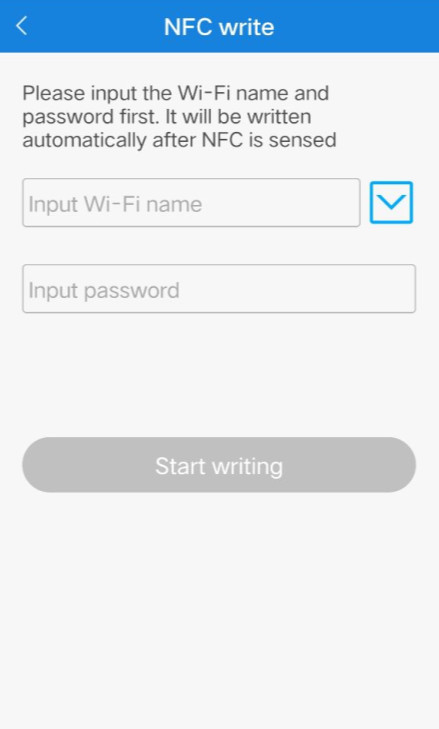 NFC write
Please input the Wi-Fi name and
password first. It will be written
automatically after NFC is sensed
Input Wi-Fi name
Input password
Start writing